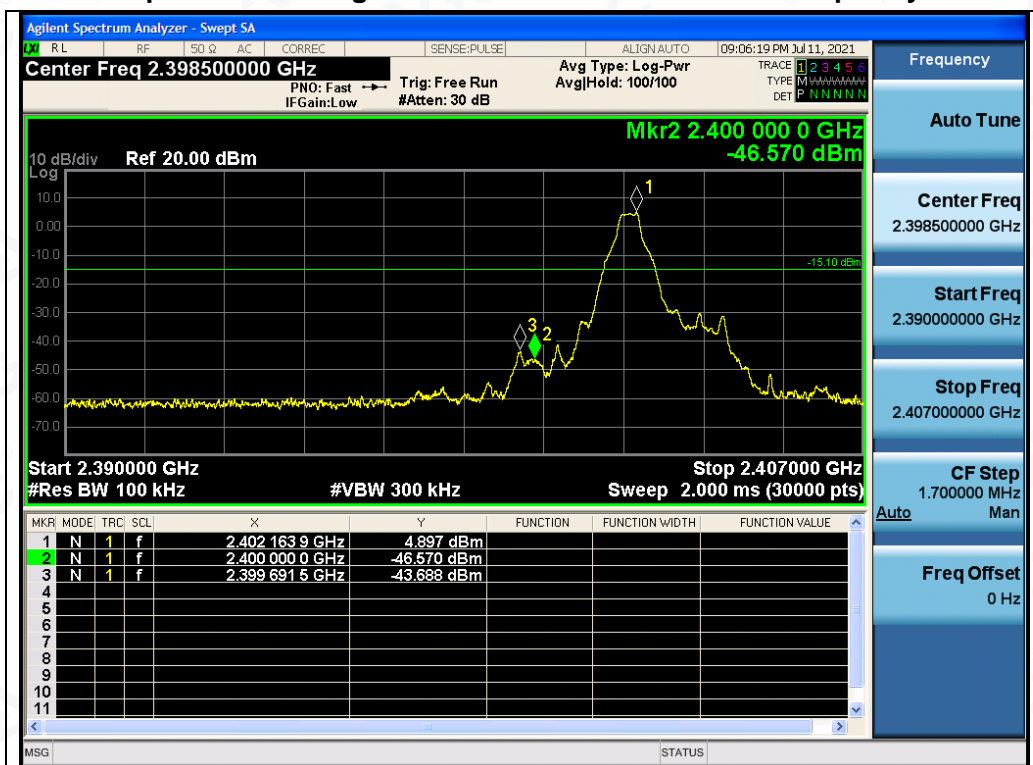 Agilent Spectrum Analyzer - Swept SA
LXI RL RF 50 Ω AC CORREC SENSE:PULSE ALIGN AUTO 09:06:19 PM Jul 11, 2021
Center Freq 2.398500000 GHz
PNO: Fast
IFGain:Low
Trig: Free Run
#Atten: 30 dB
Avg Type: Log-Pwr
Avg|Hold: 100/100
TRACE 1 2 3 4 5 6
TYPE M WWWWW
DET P N N N N N
Mkr2 2.400 000 0 GHz
-46.570 dBm
10 dB/div Ref 20.00 dBm
Log
10.0
0.00
-10.0
-20.0
-30.0
-40.0
-50.0
-60.0
-70.0
1
-15.10 dBm
3
2
Start 2.390000 GHz Stop 2.407000 GHz
#Res BW 100 kHz #VBW 300 kHz Sweep 2.000 ms (30000 pts)
MKR MODE TRC SCL X Y FUNCTION FUNCTION WIDTH FUNCTION VALUE
1 N 1 f 2.402 163 9 GHz 4.897 dBm
2 N 1 f 2.400 000 0 GHz -46.570 dBm
3 N 1 f 2.399 691 5 GHz -43.688 dBm
4
5
6
7
8
9
10
11
MSG STATUS
Frequency
Auto Tune
Center Freq
2.398500000 GHz
Start Freq
2.390000000 GHz
Stop Freq
2.407000000 GHz
CF Step
1.700000 MHz
Auto Man
Freq Offset
0 Hz